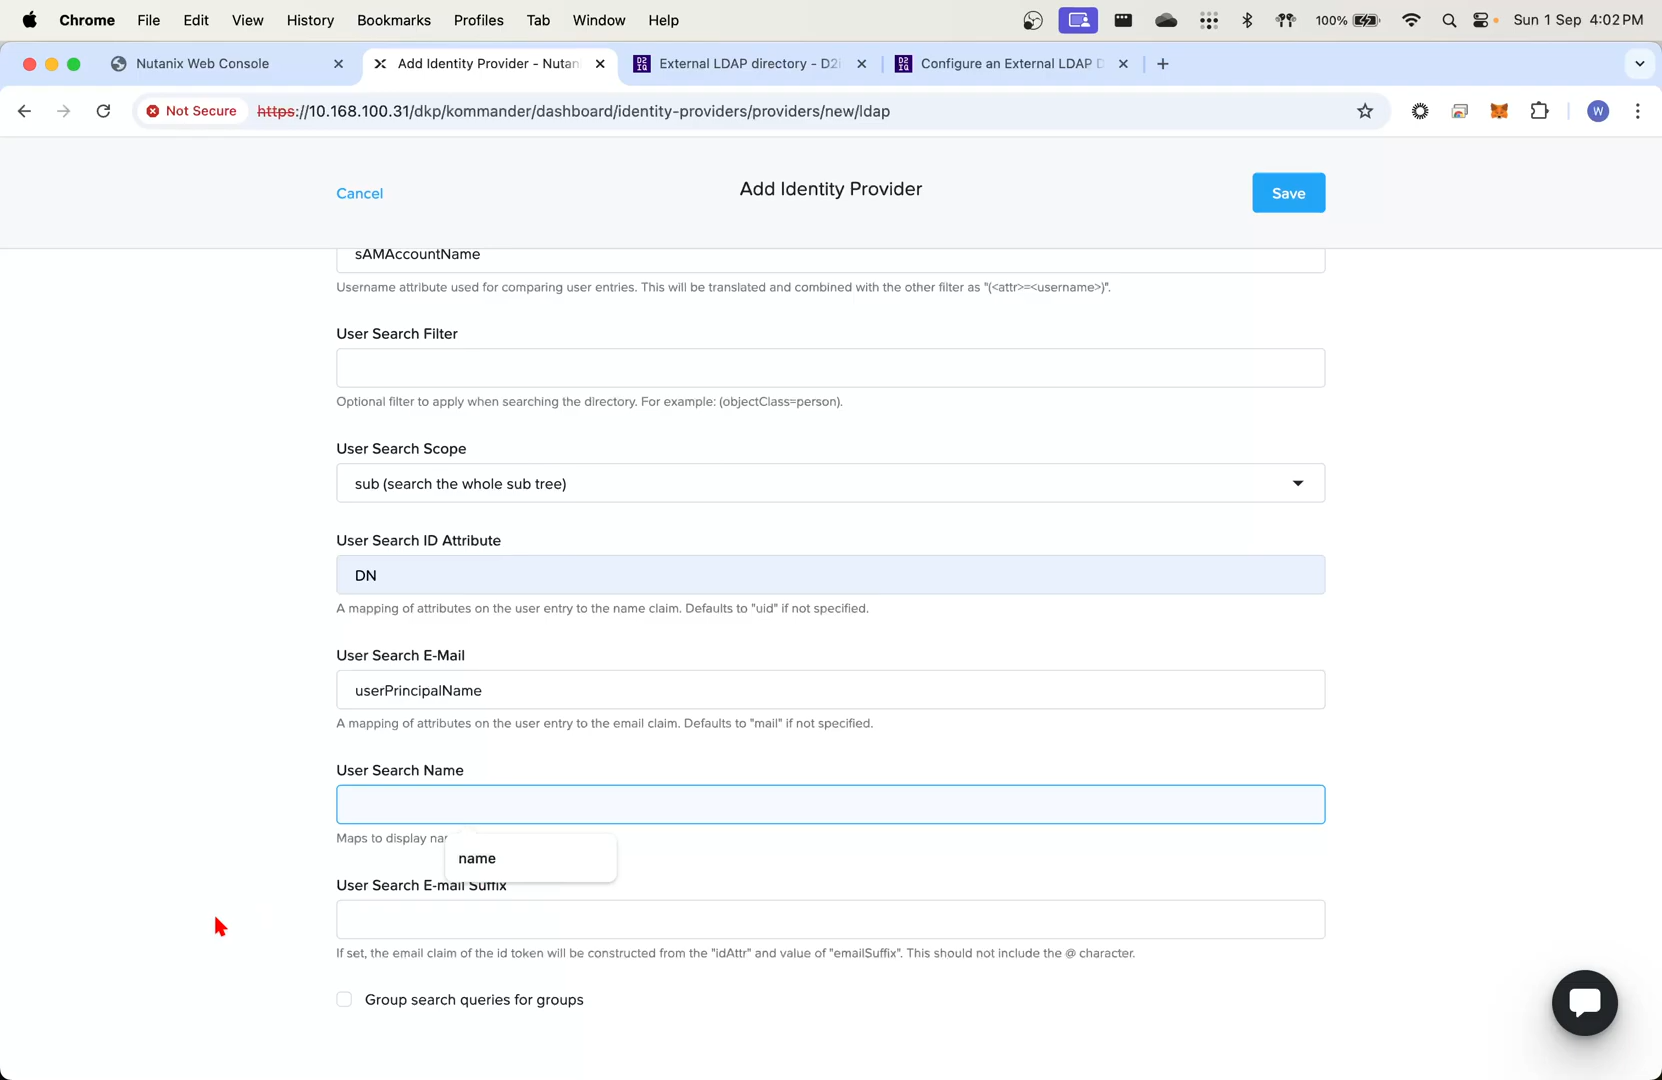 Chrome File Edit View History Bookmarks Profiles Tab Window Help 100% Sun 1 Sep 4:02 PM
Nutanix Web Console Add Identity Provider - Nutan External LDAP directory - D2i Configure an External LDAP D
Not Secure https://10.168.100.31/dkp/kommander/dashboard/identity-providers/providers/new/ldap W
Cancel Add Identity Provider Save
sAMAccountName
Username attribute used for comparing user entries. This will be translated and combined with the other filter as "(<attr>=<username>)".
User Search Filter
Optional filter to apply when searching the directory. For example: (objectClass=person).
User Search Scope
sub (search the whole sub tree)
User Search ID Attribute
DN
A mapping of attributes on the user entry to the name claim. Defaults to "uid" if not specified.
User Search E-Mail
userPrincipalName
A mapping of attributes on the user entry to the email claim. Defaults to "mail" if not specified.
User Search Name
Maps to display
name
User Search E-mail Suffix
If set, the email claim of the id token will be constructed from the "idAttr" and value of "emailSuffix". This should not include the @ character.
Group search queries for groups